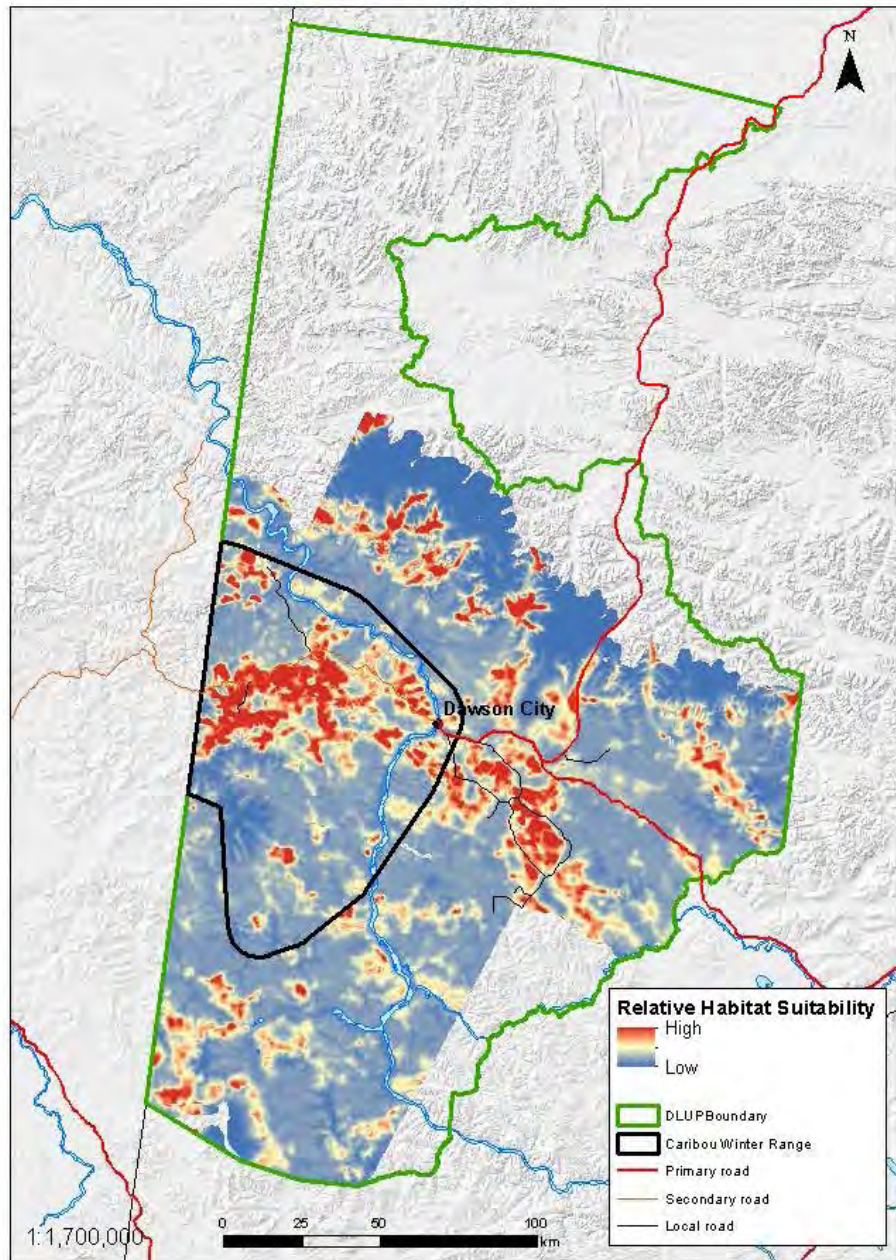 N
Dawson City
Relative Habitat Suitability
High
Low
DLUPBoundary
Caribou Winter Range
Primary road
Secondary road
Local road
1:1,700,000
0 25 50 100
km